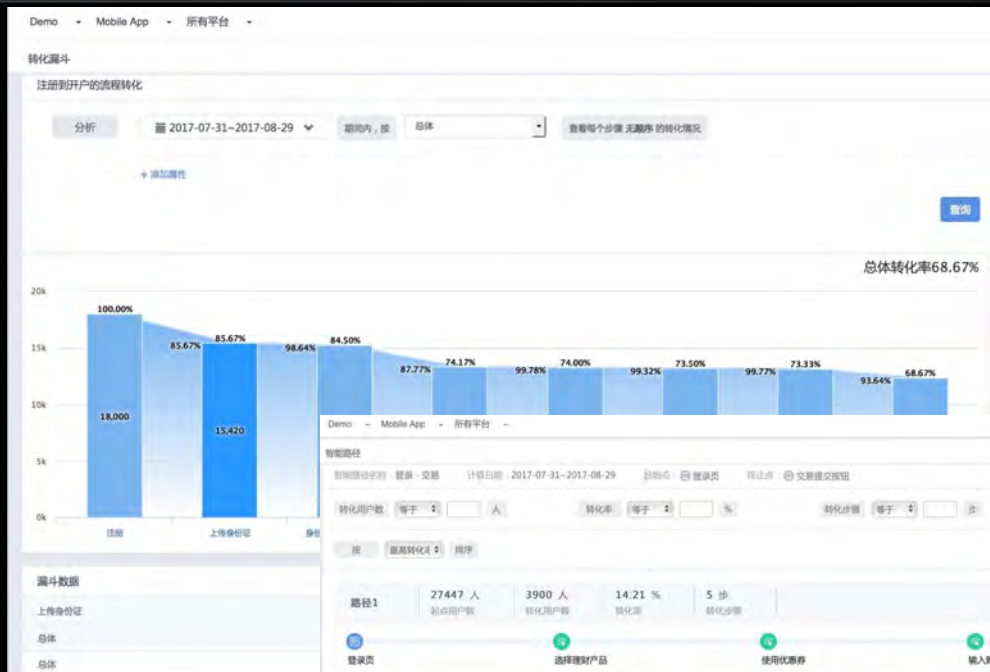 Demo Mobile App 所有平台
转化漏斗
注册到开户的流程转化
分析 2017-07-31~2017-08-29 期间内，按 总体 查看每个步骤 无顺序 的转化情况
+ 添加属性
查询
总体转化率68.67%
20k
100.00%
85.67% 85.67% 98.64% 84.50%
15k
87.77% 74.17% 99.78% 74.00% 99.32% 73.50% 99.77% 73.33% 93.64% 68.67%
10k
18,000
15,420
5k
0k
注册 上传身份证
漏斗数据
上传身份证
总体
总体
Demo – Mobile App – 所有平台 –
智能路径
智能路径名称：登录 - 交易 计算日期：2017-07-31~2017-08-29 起始点：登录页 终止点：交易提交按钮
转化用户数 等于 人 转化率 等于 % 转化步骤 等于 步
按 最高转化率 排序
路径1
27447 人 3900 人 14.21 % 5 步
起点用户数 转化用户数 转化率 转化步骤
登录页 选择理财产品 使用优惠券